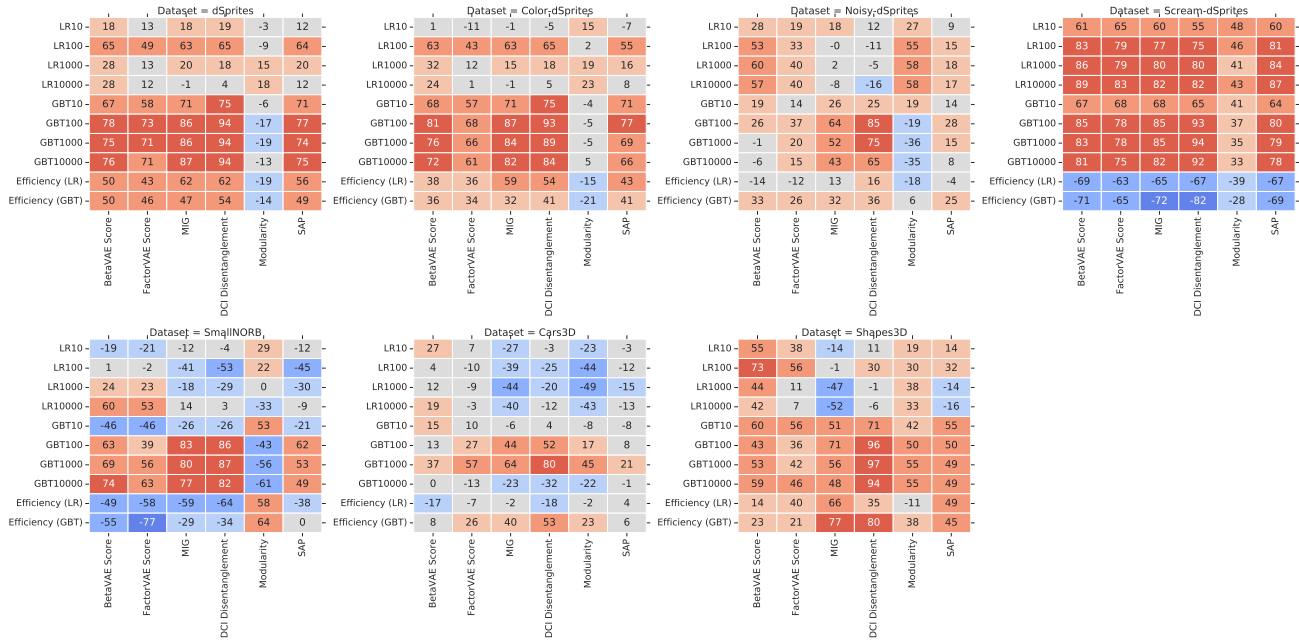 Dataset = dSprites
LR10 18 13 18 19 -3 12
LR100 65 49 63 65 -9 64
LR1000 28 13 20 18 15 20
LR10000 28 12 -1 4 18 12
GBT10 67 58 71 75 -6 71
GBT100 78 73 86 94 -17 77
GBT1000 75 71 86 94 -19 74
GBT10000 76 71 87 94 -13 75
Efficiency (LR) 50 43 62 62 -19 56
Efficiency (GBT) 50 46 47 54 -14 49
BetaVAE Score
FactorVAE Score
MIG
DCI Disentanglement
Modularity
SAP
Dataset = Color-dSprites
1 -11 -1 -5 15 -7
63 43 63 65 2 55
32 12 15 18 19 16
24 1 -1 5 23 8
68 57 71 75 -4 71
81 68 87 93 -5 77
76 66 84 89 -5 69
72 61 82 84 5 66
38 36 59 54 -15 43
36 34 32 41 -21 41
LR10
LR100
LR1000
LR10000
GBT10
GBT100
GBT1000
GBT10000
Efficiency (LR)
Efficiency (GBT)
BetaVAE Score
FactorVAE Score
MIG
DCI Disentanglement
Modularity
SAP
Dataset = Noisy-dSprites
LR10 28 19 18 12 27 9
LR100 53 33 -0 -11 55 15
LR1000 60 40 2 -5 58 18
LR10000 57 40 -8 -16 58 17
GBT10 19 14 26 25 19 14
GBT100 26 37 64 85 -19 28
GBT1000 -1 20 52 75 -36 15
GBT10000 -6 15 43 65 -35 8
Efficiency (LR) -14 -12 13 16 -18 -4
Efficiency (GBT) 33 26 32 36 6 25
BetaVAE Score
FactorVAE Score
MIG
DCI Disentanglement
Modularity
SAP
Dataset = Scream-dSprites
LR10 61 65 60 55 48 60
LR100 83 79 77 75 46 81
LR1000 86 79 80 80 41 84
LR10000 89 83 82 82 43 87
GBT10 67 68 68 65 41 64
GBT100 85 78 85 93 37 80
GBT1000 83 78 85 94 35 79
GBT10000 81 75 82 92 33 78
Efficiency (LR) -69 -63 -65 -67 -39 -67
Efficiency (GBT) -71 -65 -72 -82 -28 -69
BetaVAE Score
FactorVAE Score
MIG
DCI Disentanglement
Modularity
SAP
Dataset = SmallNORB
LR10 -19 -21 -12 -4 29 -12
LR100 1 -2 -41 -53 22 -45
LR1000 24 23 -18 -29 0 -30
LR10000 60 53 14 3 -33 -9
GBT10 -46 -46 -26 -26 53 -21
GBT100 63 39 83 86 -43 62
GBT1000 69 56 80 87 -56 53
GBT10000 74 63 77 82 -61 49
Efficiency (LR) -49 -58 -59 -64 58 -38
Efficiency (GBT) -55 -77 -29 -34 64 0
BetaVAE Score
FactorVAE Score
MIG
DCI Disentanglement
Modularity
SAP
Dataset = Cars3D
LR10 27 7 -27 -3 -23 -3
LR100 4 -10 -39 -25 -44 -12
LR1000 12 -9 -44 -20 -49 -15
LR10000 19 -3 -40 -12 -43 -13
GBT10 15 10 -6 4 -8 -8
GBT100 13 27 44 52 17 8
GBT1000 37 57 64 80 45 21
GBT10000 0 -13 -23 -32 -22 -1
Efficiency (LR) -17 -7 -2 -18 -2 4
Efficiency (GBT) 8 26 40 53 23 6
BetaVAE Score
FactorVAE Score
MIG
DCI Disentanglement
Modularity
SAP
Dataset = Shapes3D
LR10 55 38 -14 11 19 14
LR100 73 56 -1 30 30 32
LR1000 44 11 -47 -1 38 -14
LR10000 42 7 -52 -6 33 -16
GBT10 60 56 51 71 42 55
GBT100 43 36 71 96 50 50
GBT1000 53 42 56 97 55 49
GBT10000 59 46 48 94 55 49
Efficiency (LR) 14 40 66 35 -11 49
Efficiency (GBT) 23 21 77 80 38 45
BetaVAE Score
FactorVAE Score
MIG
DCI Disentanglement
Modularity
SAP